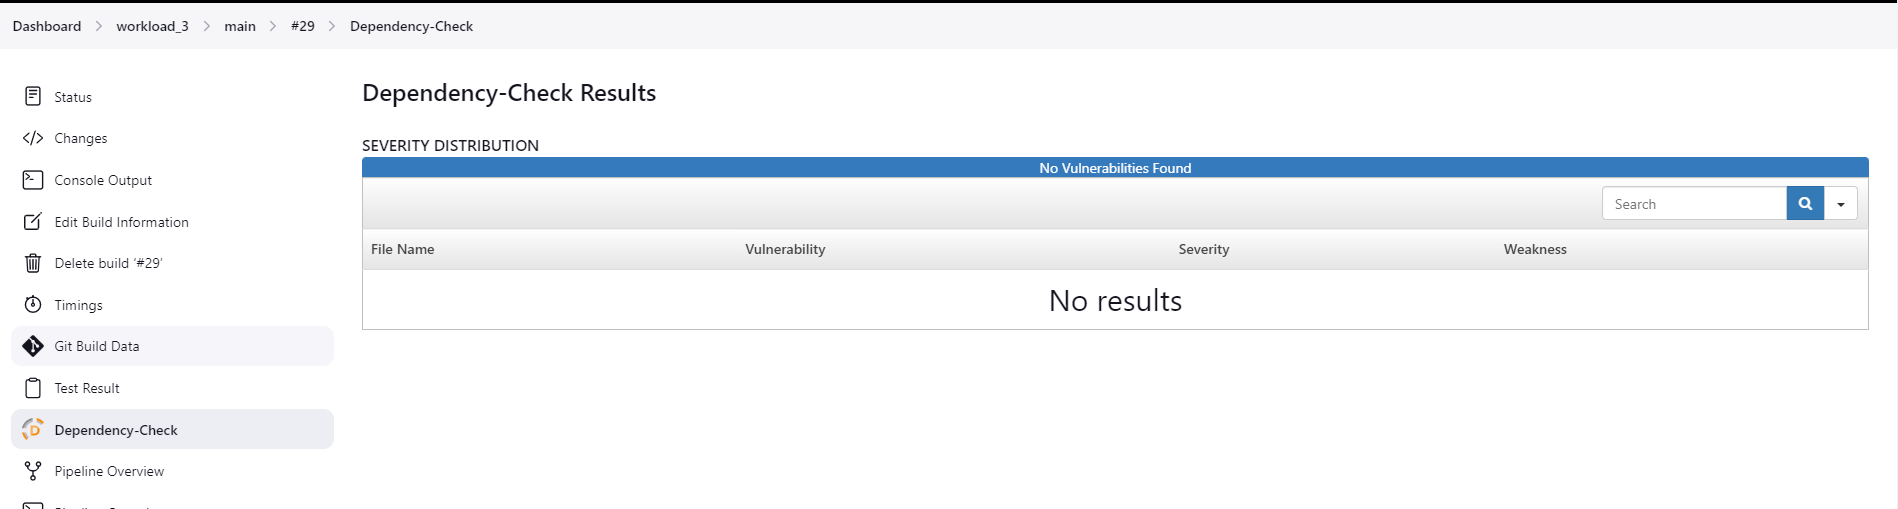 Dashboard workload_3 main #29 Dependency-Check
Status
Changes
Console Output
Edit Build Information
Delete build ‘#29’
Timings
Git Build Data
Test Result
Dependency-Check
Pipeline Overview
Dependency-Check Results
SEVERITY DISTRIBUTION
No Vulnerabilities Found
Search
File Name Vulnerability Severity Weakness
No results